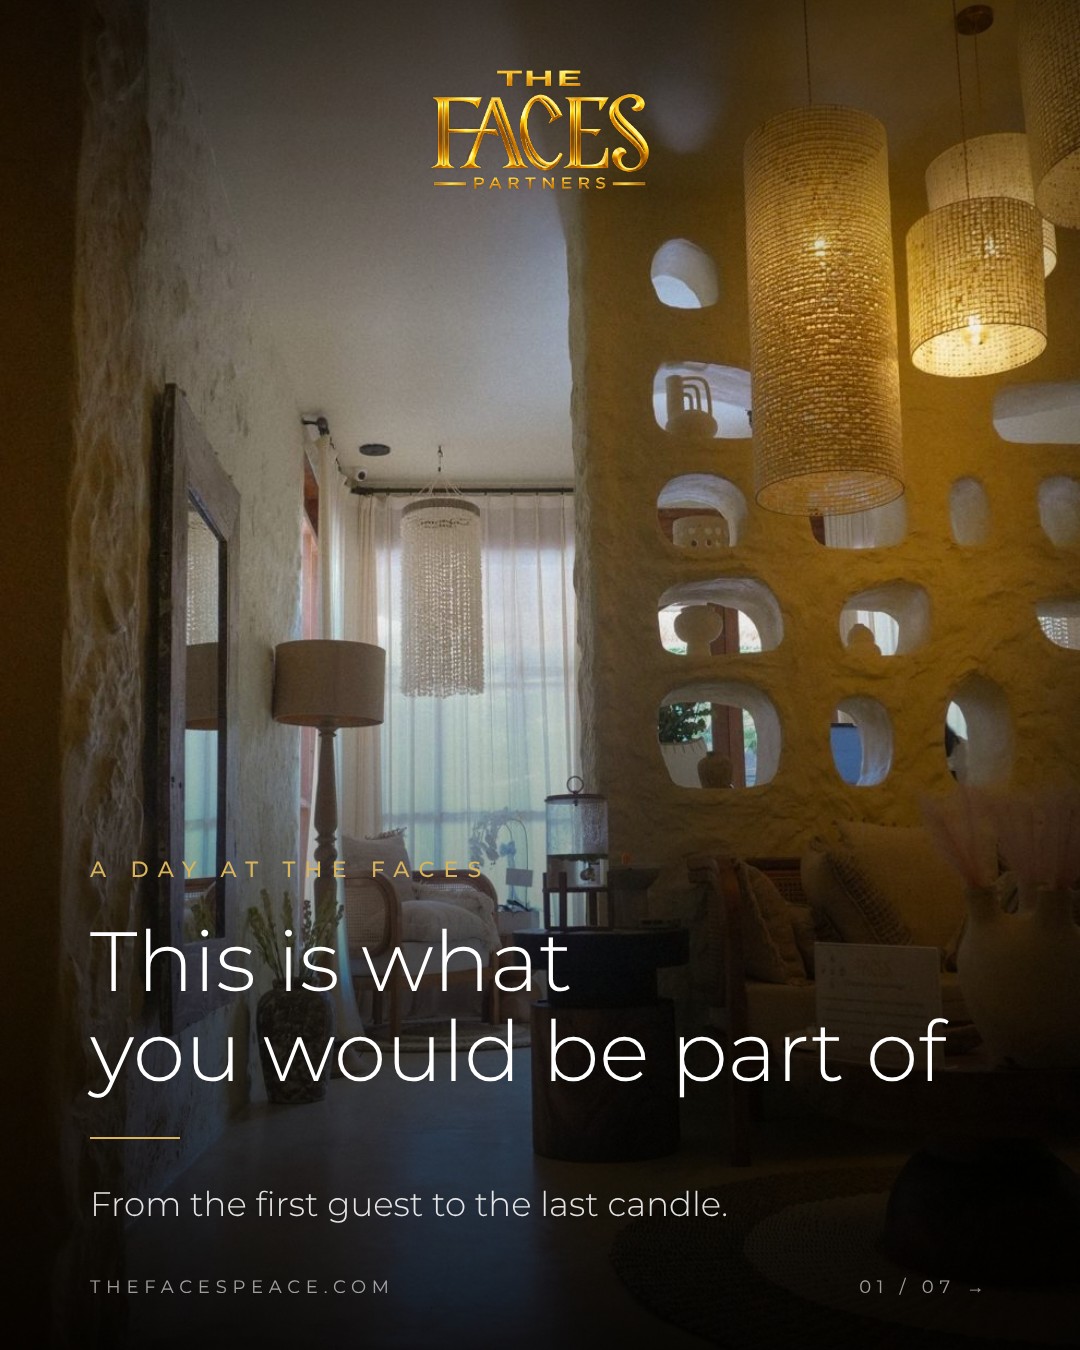 THE
FACES
PARTNERS
A DAY AT THE FACES
This is what
you would be part of
From the first guest to the last candle.
THEFACESPEACE.COM
01 / 07 →